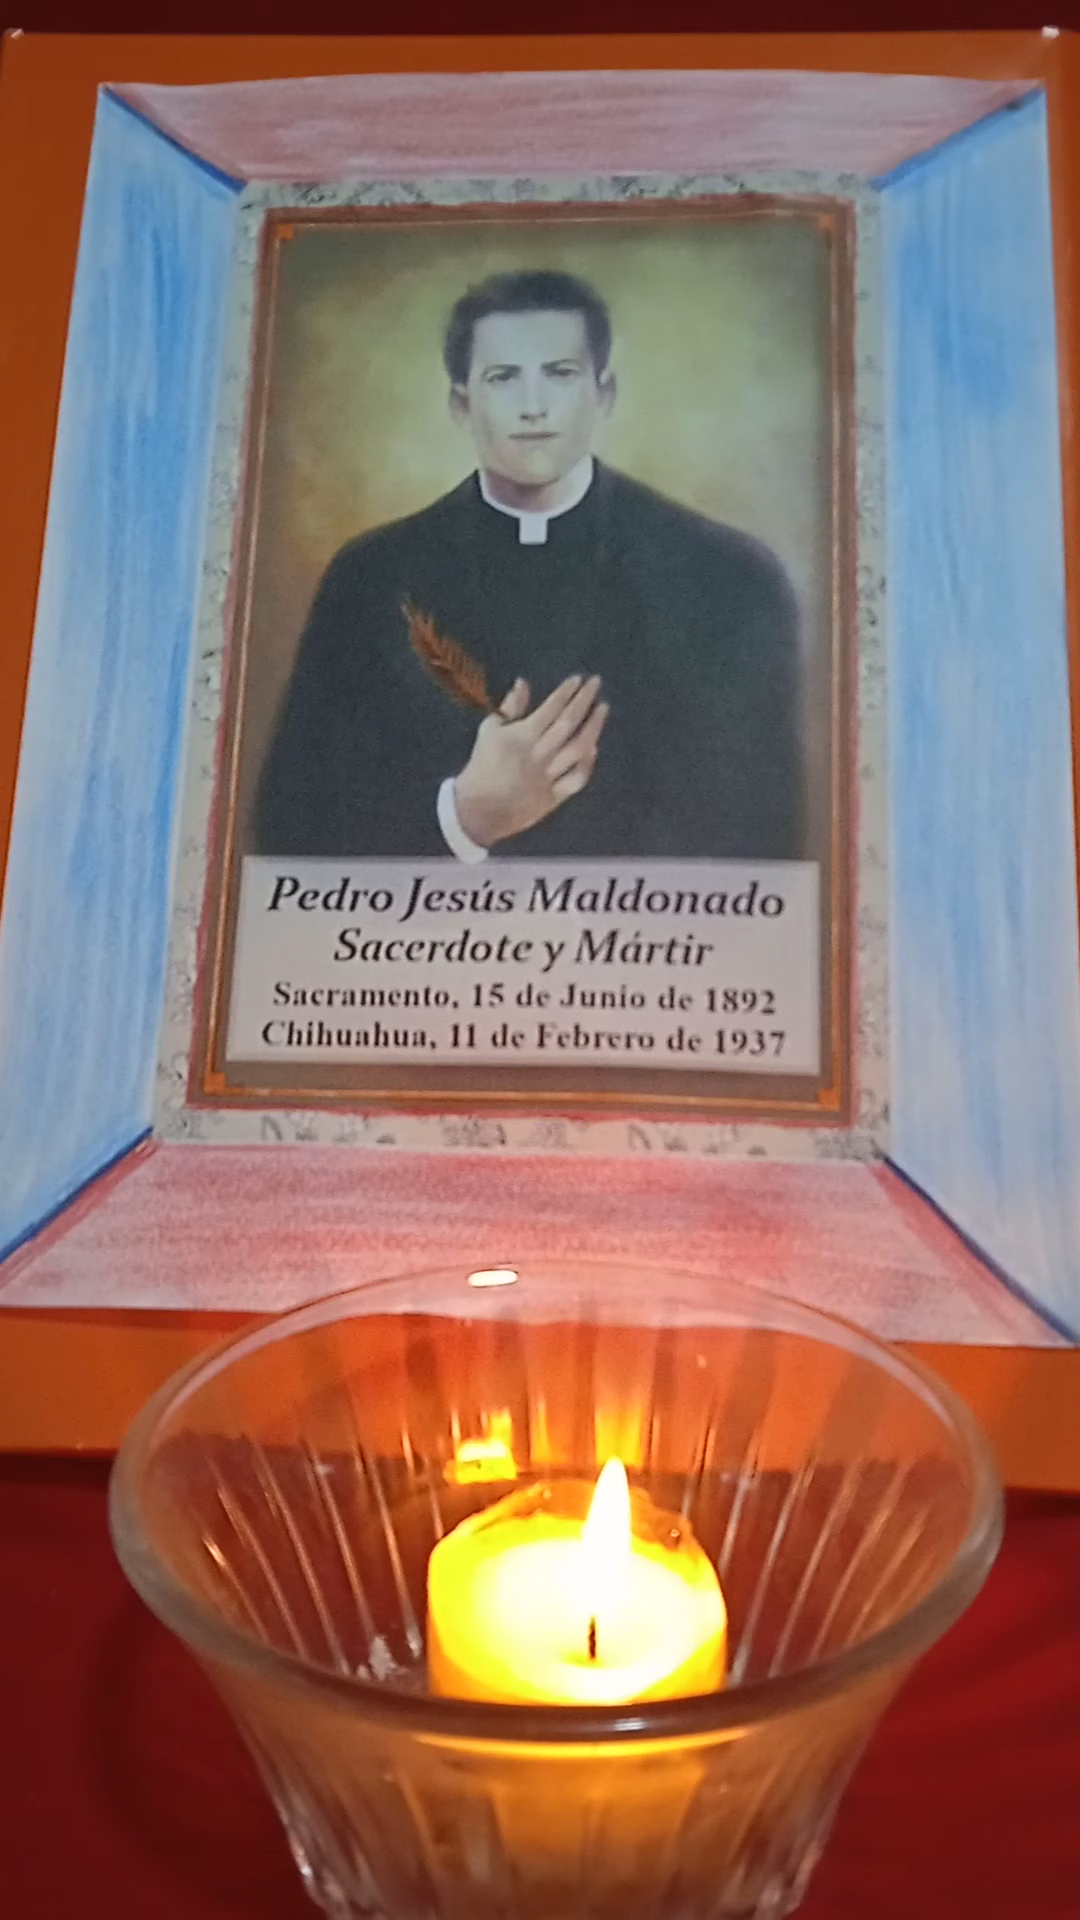 Pedro Jesús Maldonado
Sacerdote y Mártir
Sacramento, 15 de Junio de 1892
Chihuahua, 11 de Febrero de 1937